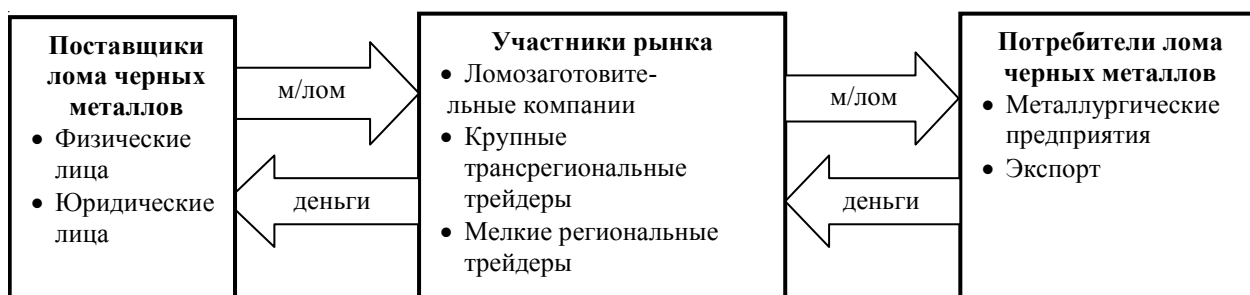 Поставщики
лома черных
металлов
• Физические
лица
• Юридические
лица
м/лом
деньги
Участники рынка
• Ломозаготовите-
льные компании
• Крупные
трансрегиональные
трейдеры
• Мелкие региональные
трейдеры
м/лом
деньги
Потребители лома
черных металлов
• Металлургические
предприятия
• Экспорт